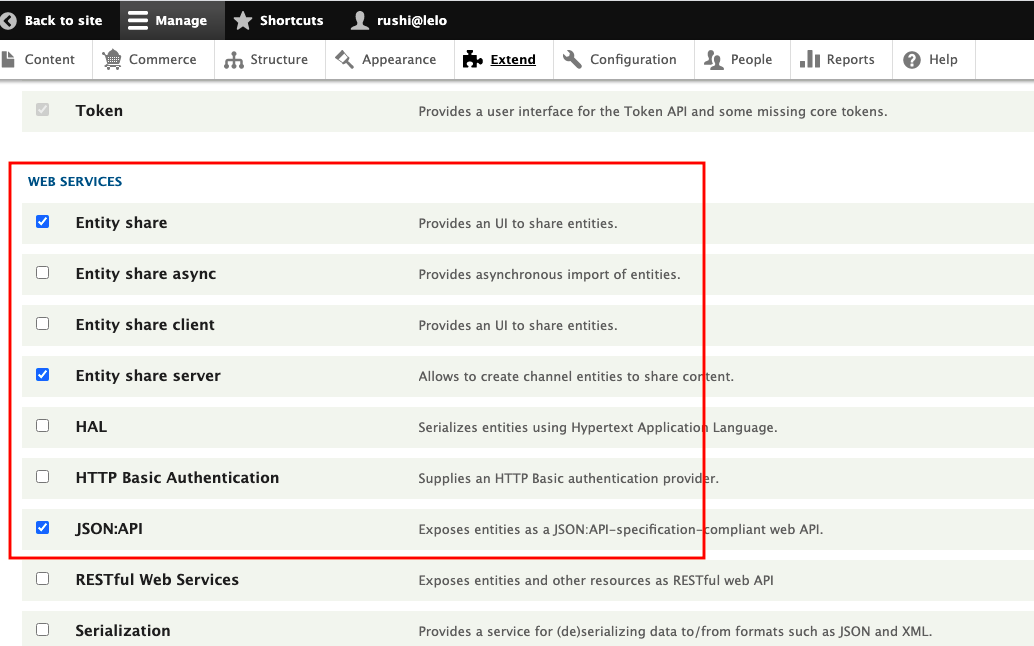 Back to site Manage Shortcuts rushi@lelo
Content Commerce Structure Appearance Extend Configuration People Reports Help
Token Provides a user interface for the Token API and some missing core tokens.
WEB SERVICES
Entity share Provides an UI to share entities.
Entity share async Provides asynchronous import of entities.
Entity share client Provides an UI to share entities.
Entity share server Allows to create channel entities to share content.
HAL Serializes entities using Hypertext Application Language.
HTTP Basic Authentication Supplies an HTTP Basic authentication provider.
JSON:API Exposes entities as a JSON:API-specification-compliant web API.
RESTful Web Services Exposes entities and other resources as RESTful web API
Serialization Provides a service for (de)serializing data to/from formats such as JSON and XML.